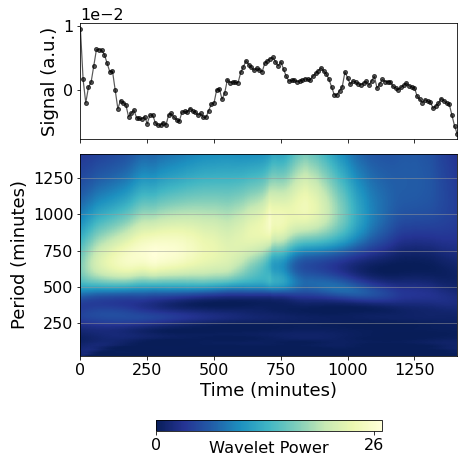 1e−2
1
0
Signal (a.u.)
1250
1000
750
500
250
Period (minutes)
0 250 500 750 1000 1250
Time (minutes)
0 26
Wavelet Power